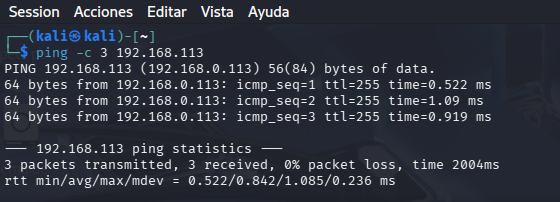 Session Acciones Editar Vista Ayuda
┌──(kali㉿kali)-[~]
└─$ ping -c 3 192.168.113
PING 192.168.113 (192.168.0.113) 56(84) bytes of data.
64 bytes from 192.168.0.113: icmp_seq=1 ttl=255 time=0.522 ms
64 bytes from 192.168.0.113: icmp_seq=2 ttl=255 time=1.09 ms
64 bytes from 192.168.0.113: icmp_seq=3 ttl=255 time=0.919 ms
--- 192.168.113 ping statistics ---
3 packets transmitted, 3 received, 0% packet loss, time 2004ms
rtt min/avg/max/mdev = 0.522/0.842/1.085/0.236 ms